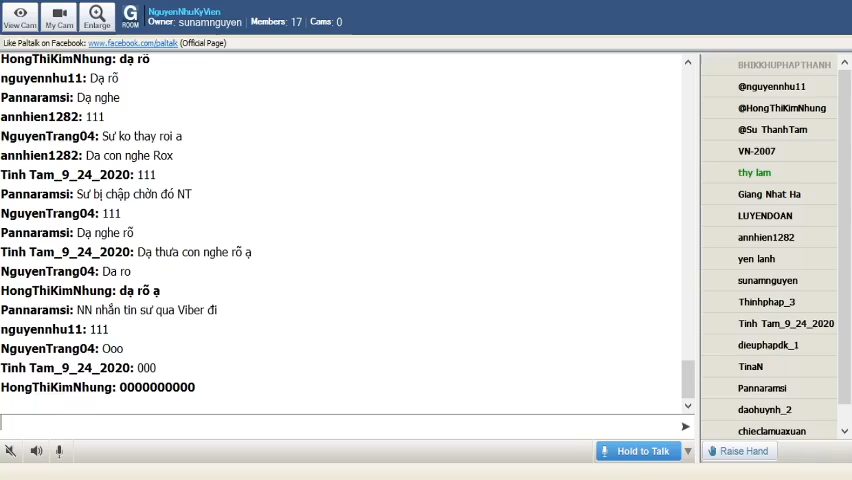 NguyenNhuKyVien
Owner: sunamnguyen Members: 17 Cams: 0
View Cam My Cam Enlarge G ROOM
Like Paltalk on Facebook: www.facebook.com/paltalk (Official Page)
HongThiKimNhung: dạ rõ
nguyennhu11: Dạ rõ
Pannaramsi: Dạ nghe
annhien1282: 111
NguyenTrang04: Sư ko thay roi a
annhien1282: Da con nghe Rox
Tinh Tam_9_24_2020: 111
Pannaramsi: Sư bị chập chờn đó NT
NguyenTrang04: 111
Pannaramsi: Dạ nghe rõ
Tinh Tam_9_24_2020: Dạ thưa con nghe rõ ạ
NguyenTrang04: Da ro
HongThiKimNhung: dạ rõ ạ
Pannaramsi: NN nhắn tin sư qua Viber đi
nguyennhu11: 111
NguyenTrang04: Ooo
Tinh Tam_9_24_2020: 000
HongThiKimNhung: 0000000000
Hold to Talk
BHIKKHUPHAPTHANH
@nguyennhu11
@HongThiKimNhung
@Su ThanhTam
VN-2007
thy lam
Giang Nhat Ha
LUYENDOAN
annhien1282
yen lanh
sunamnguyen
Thinhphap_3
Tinh Tam_9_24_2020
dieuphapdk_1
TinaN
Pannaramsi
daohuynh_2
chieclamuaxuan
Raise Hand